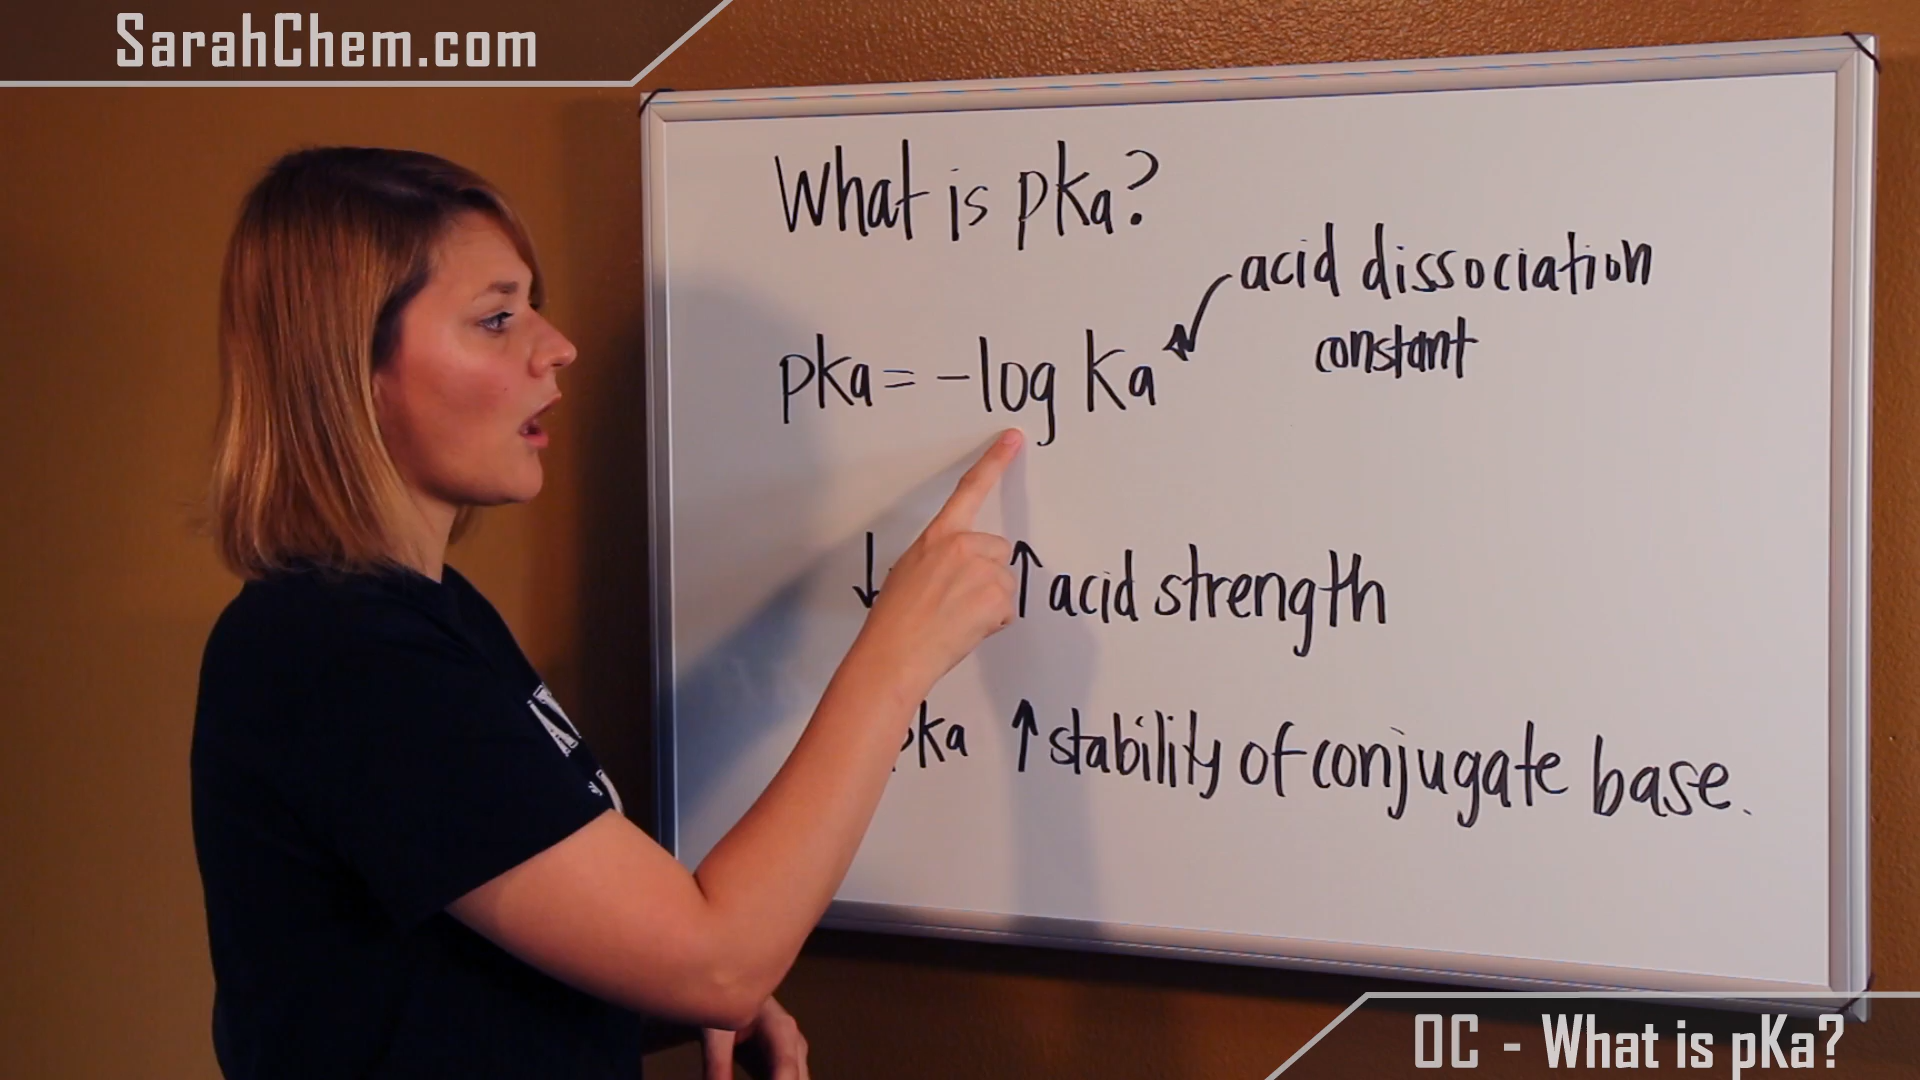 SarahChem.com
What is pKa?
acid dissociation
constant
pKa = -log Ka
↓ ↑ acid strength
pKa ↑ stability of conjugate base.
OC - What is pKa?